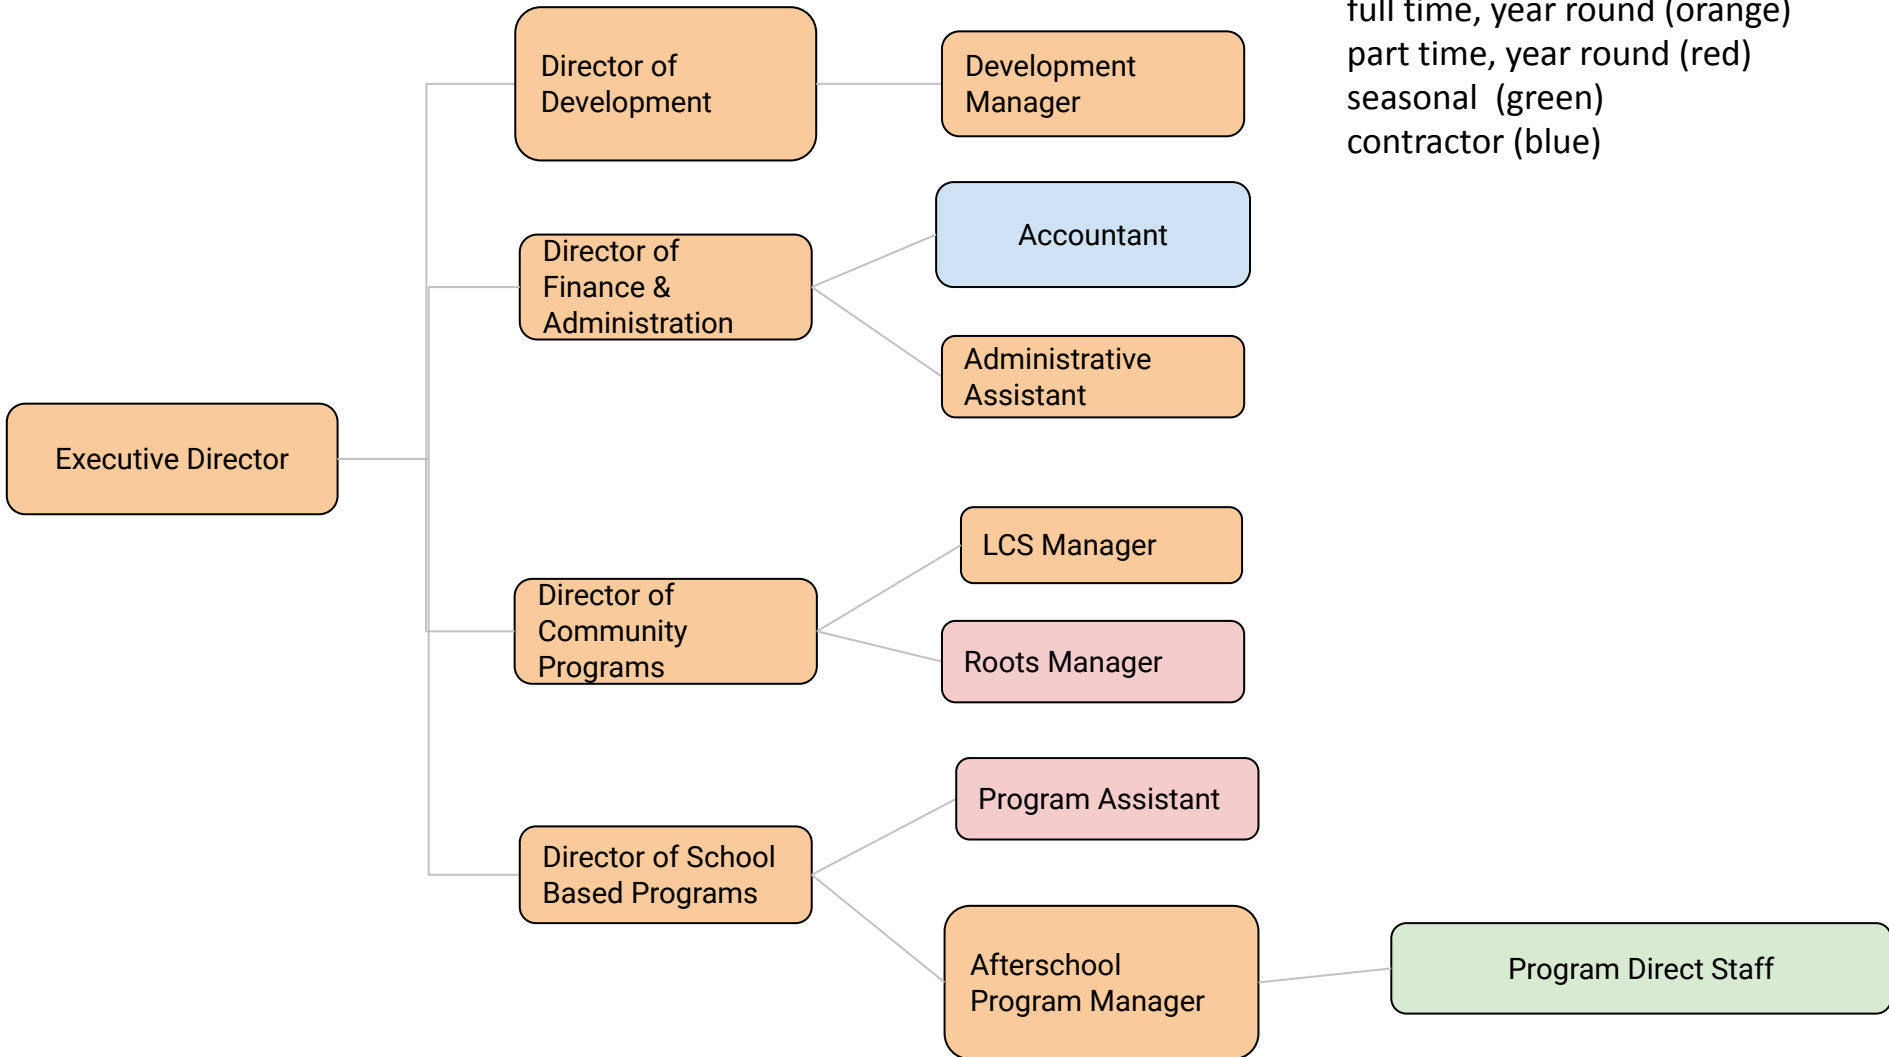 full time, year round (orange)
part time, year round (red)
seasonal (green)
contractor (blue)
Director of
Development
Development
Manager
Accountant
Director of
Finance &
Administration
Administrative
Assistant
Executive Director
LCS Manager
Director of
Community
Programs
Roots Manager
Program Assistant
Director of School
Based Programs
Afterschool
Program Manager
Program Direct Staff